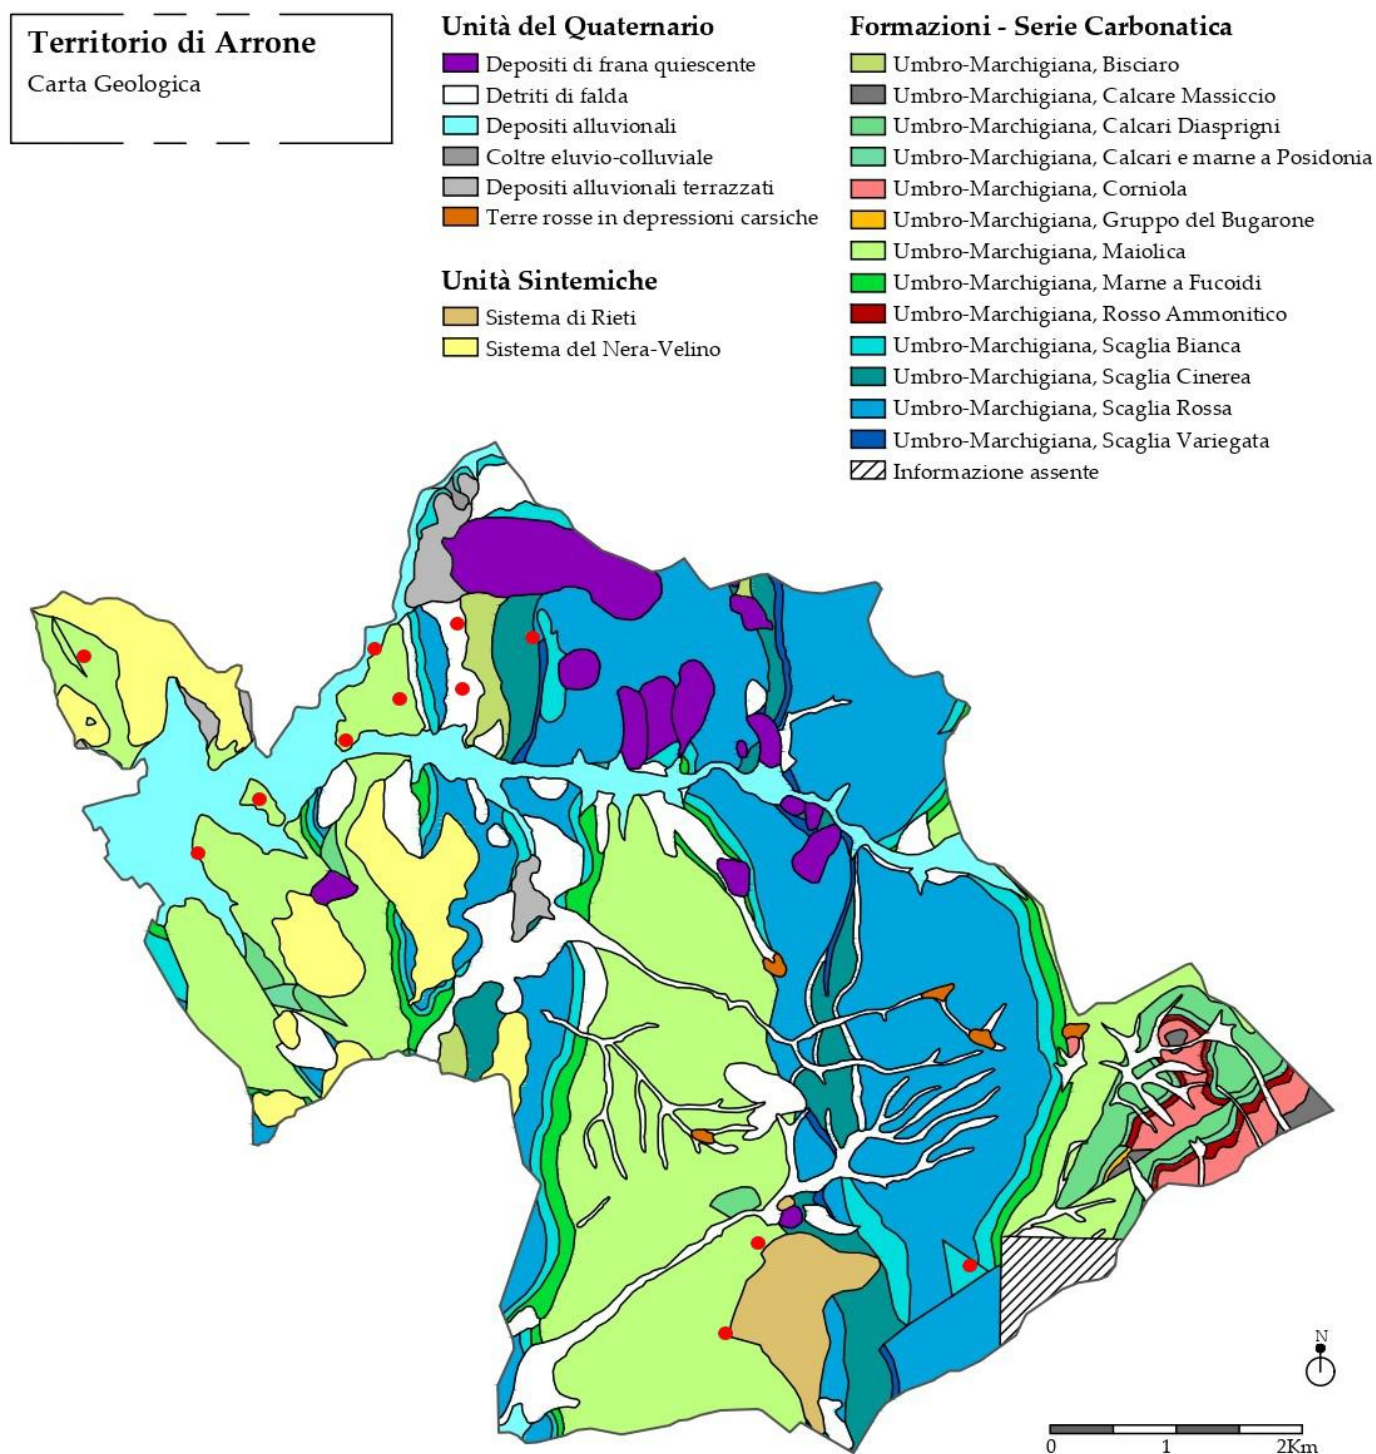 Territorio di Arrone
Carta Geologica
Unità del Quaternario
Depositi di frana quiescente
Detriti di falda
Depositi alluvionali
Coltre eluvio-colluviale
Depositi alluvionali terrazzati
Terre rosse in depressioni carsiche
Unità Sintemiche
Sistema di Rieti
Sistema del Nera-Velino
Formazioni - Serie Carbonatica
Umbro-Marchigiana, Bisciaro
Umbro-Marchigiana, Calcare Massiccio
Umbro-Marchigiana, Calcari Diasprigni
Umbro-Marchigiana, Calcari e marne a Posidonia
Umbro-Marchigiana, Corniola
Umbro-Marchigiana, Gruppo del Bugarone
Umbro-Marchigiana, Maiolica
Umbro-Marchigiana, Marne a Fucoidi
Umbro-Marchigiana, Rosso Ammonitico
Umbro-Marchigiana, Scaglia Bianca
Umbro-Marchigiana, Scaglia Cinerea
Umbro-Marchigiana, Scaglia Rossa
Umbro-Marchigiana, Scaglia Variegata
Informazione assente
N
0 1 2Km